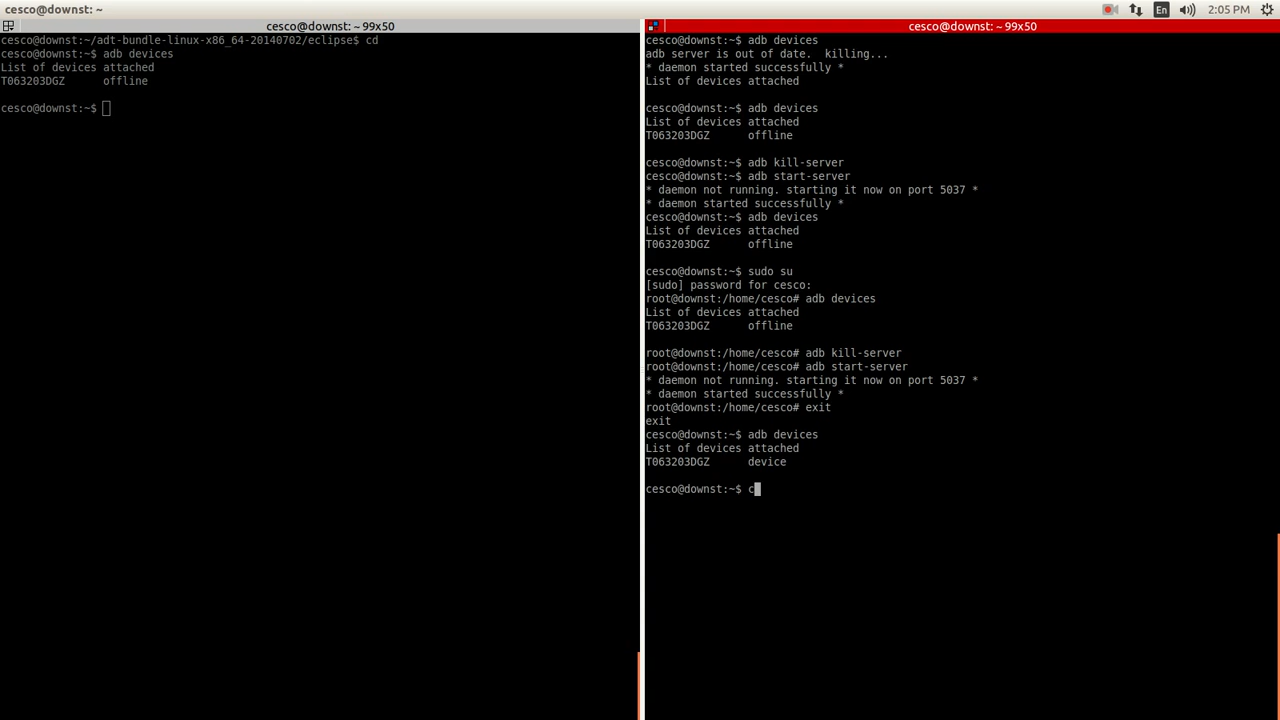 cesco@downst: ~
En
2:05 PM
cesco@downst: ~ 99x50
cesco@downst:~/adt-bundle-linux-x86_64-20140702/eclipse$ cd
cesco@downst:~$ adb devices
List of devices attached
T063203DGZ offline
cesco@downst:~$
cesco@downst: ~ 99x50
cesco@downst:~$ adb devices
adb server is out of date.  killing...
* daemon started successfully *
List of devices attached
cesco@downst:~$ adb devices
List of devices attached
T063203DGZ offline
cesco@downst:~$ adb kill-server
cesco@downst:~$ adb start-server
* daemon not running. starting it now on port 5037 *
* daemon started successfully *
cesco@downst:~$ adb devices
List of devices attached
T063203DGZ offline
cesco@downst:~$ sudo su
[sudo] password for cesco:
root@downst:/home/cesco# adb devices
List of devices attached
T063203DGZ offline
root@downst:/home/cesco# adb kill-server
root@downst:/home/cesco# adb start-server
* daemon not running. starting it now on port 5037 *
* daemon started successfully *
root@downst:/home/cesco# exit
exit
cesco@downst:~$ adb devices
List of devices attached
T063203DGZ device
cesco@downst:~$ c